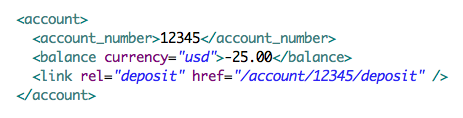 <account>
  <account_number>12345</account_number>
  <balance currency="usd">-25.00</balance>
  <link rel="deposit" href="/account/12345/deposit" />
</account>